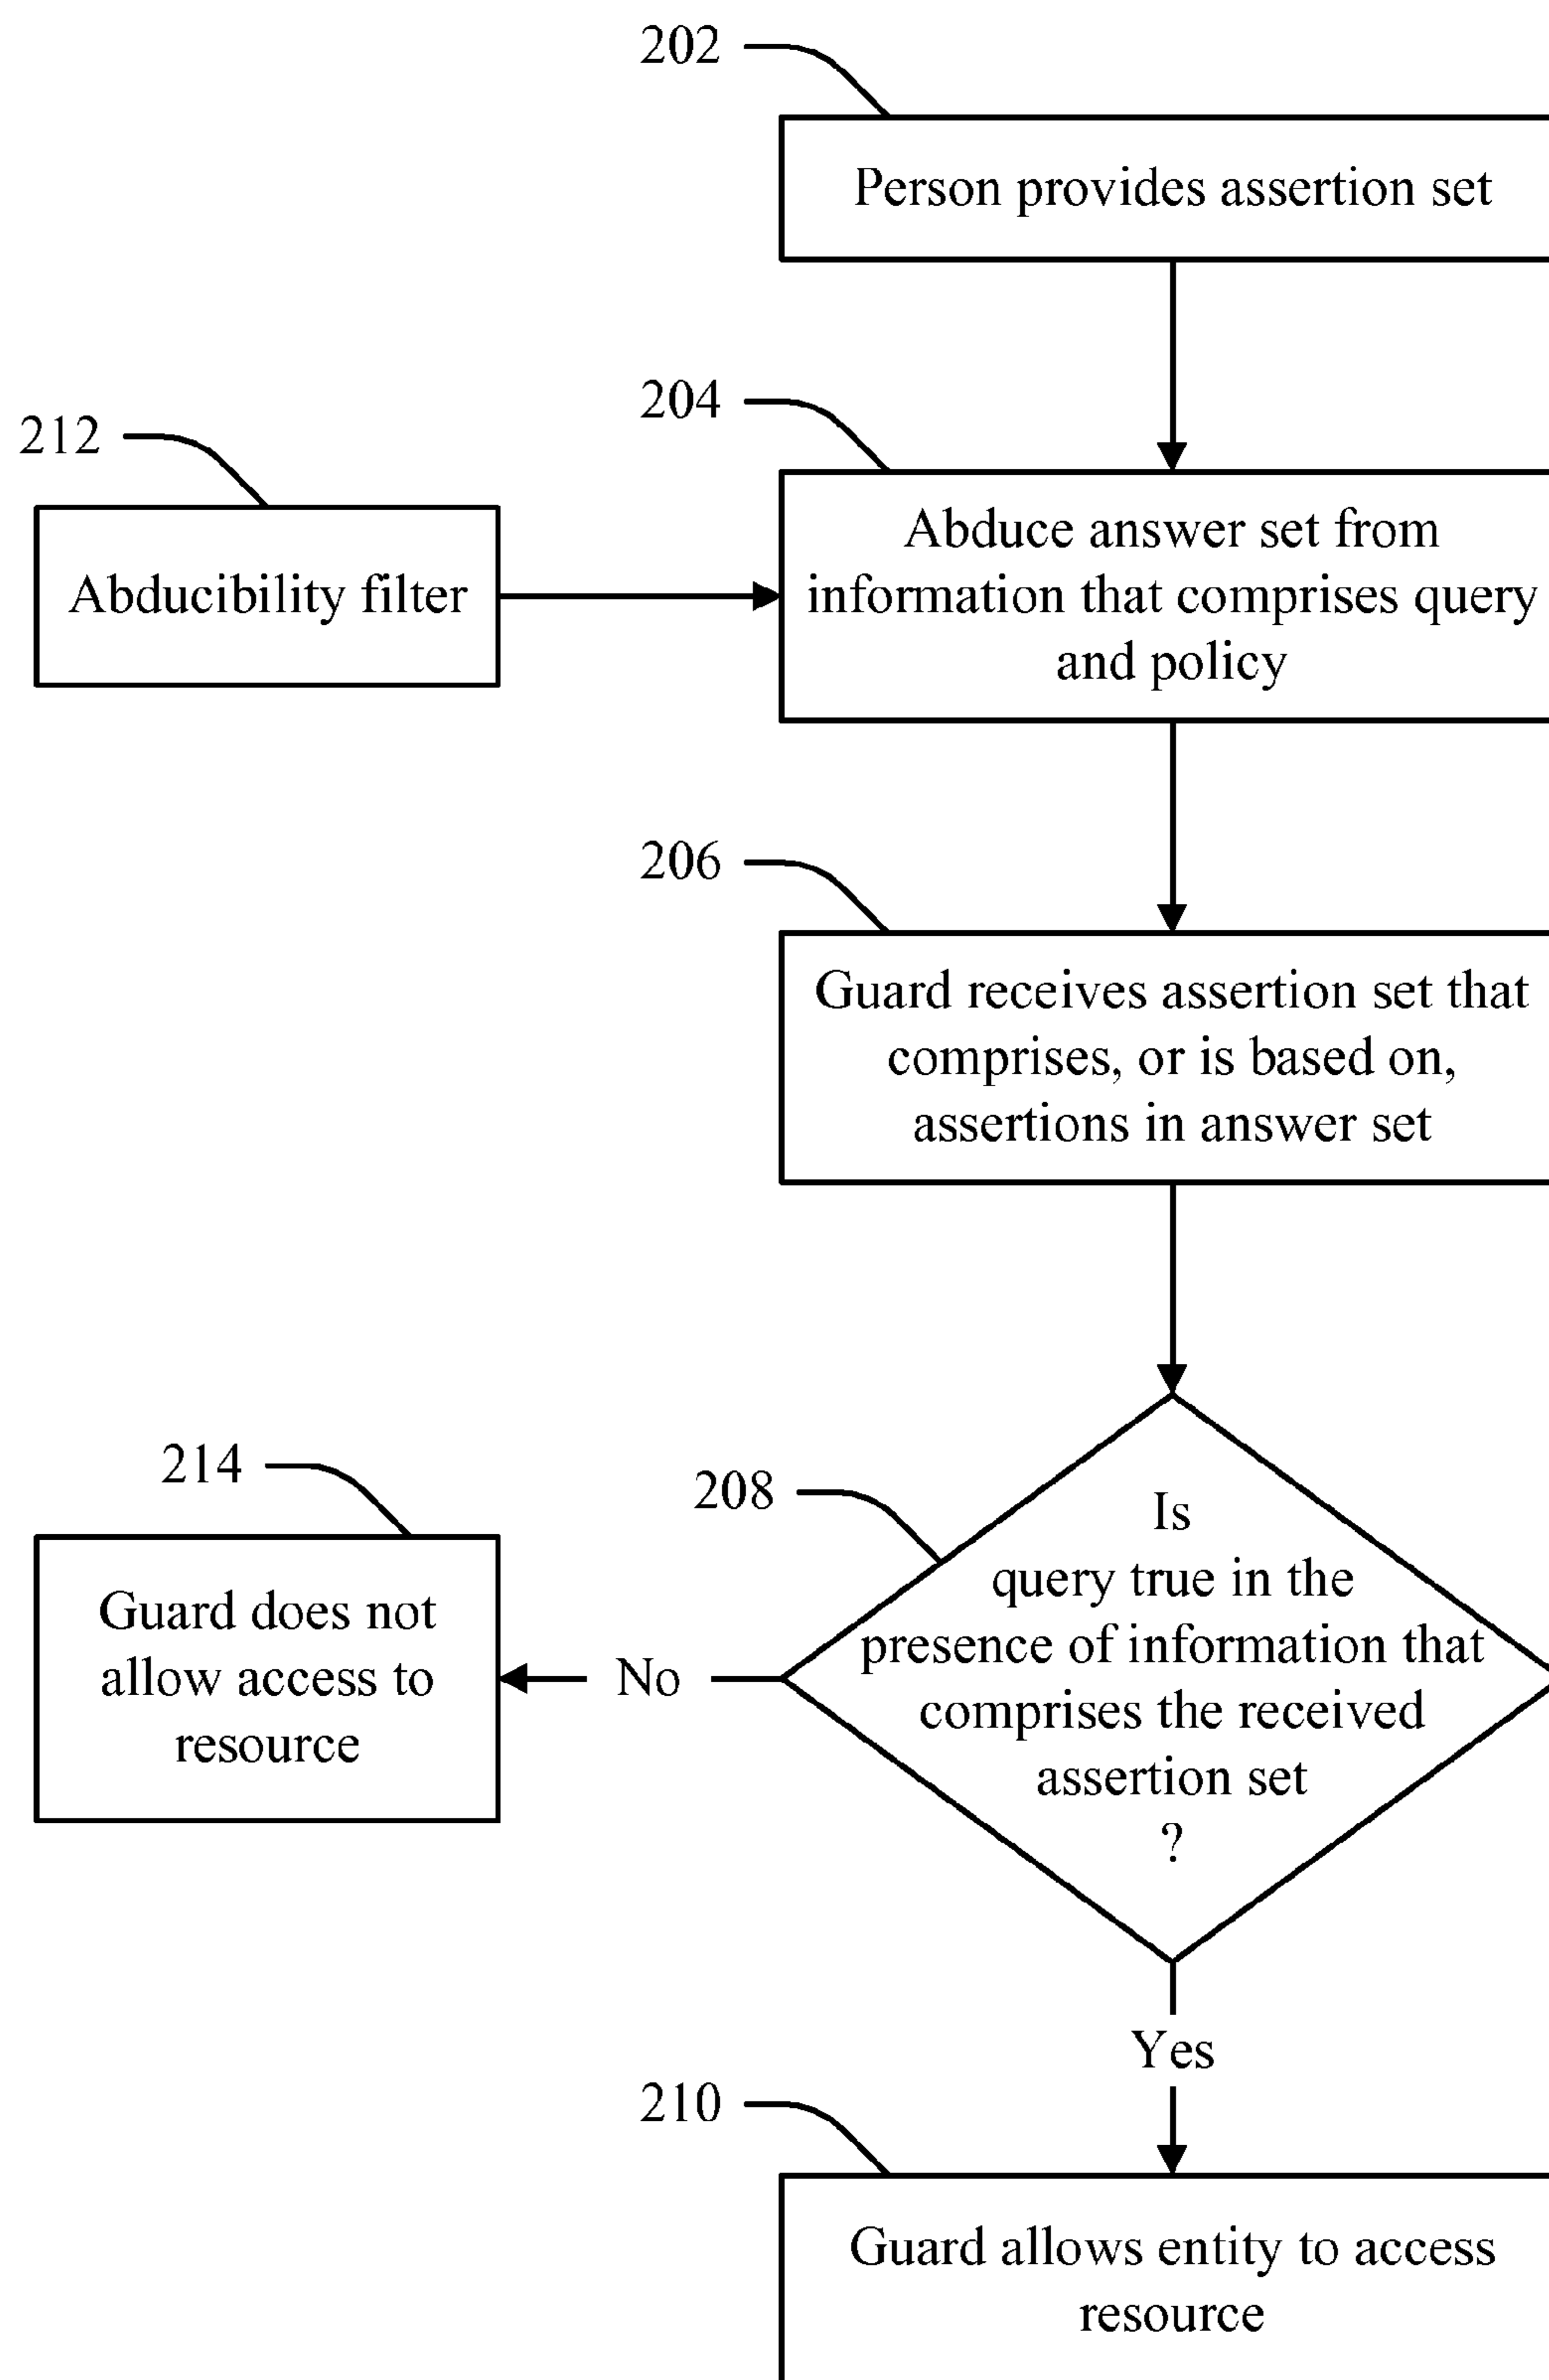 202
Person provides assertion set
204
212
Abducibility filter
Abduce answer set from
information that comprises query
and policy
206
Guard receives assertion set that
comprises, or is based on,
assertions in answer set
214
208
Guard does not
allow access to
resource
No
Is
query true in the
presence of information that
comprises the received
assertion set
?
Yes
210
Guard allows entity to access
resource